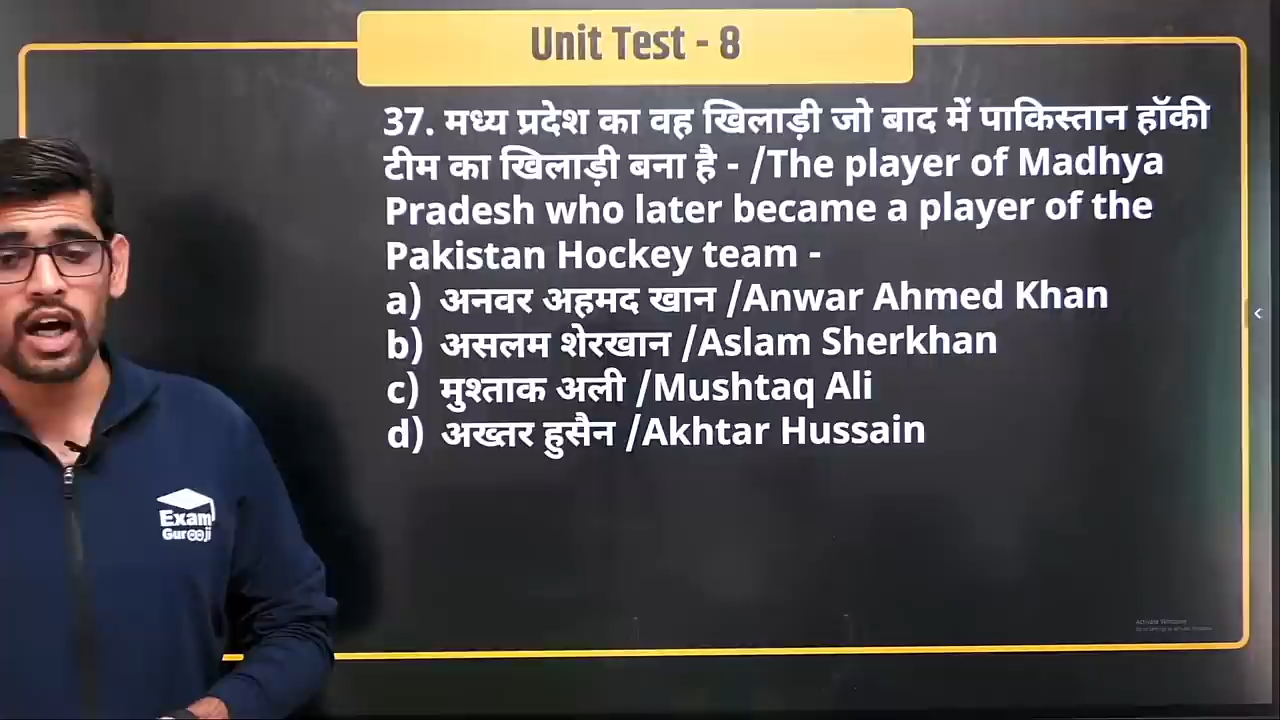 Unit Test - 8
37. मध्य प्रदेश का वह खिलाड़ी जो बाद में पाकिस्तान हॉकी
टीम का खिलाड़ी बना है - /The player of Madhya
Pradesh who later became a player of the
Pakistan Hockey team -
a) अनवर अहमद खान /Anwar Ahmed Khan
b) असलम शेरखान /Aslam Sherkhan
c) मुश्ताक अली /Mushtaq Ali
d) अख्तर हुसैन /Akhtar Hussain
Exam
Gurooji
Activate Windows